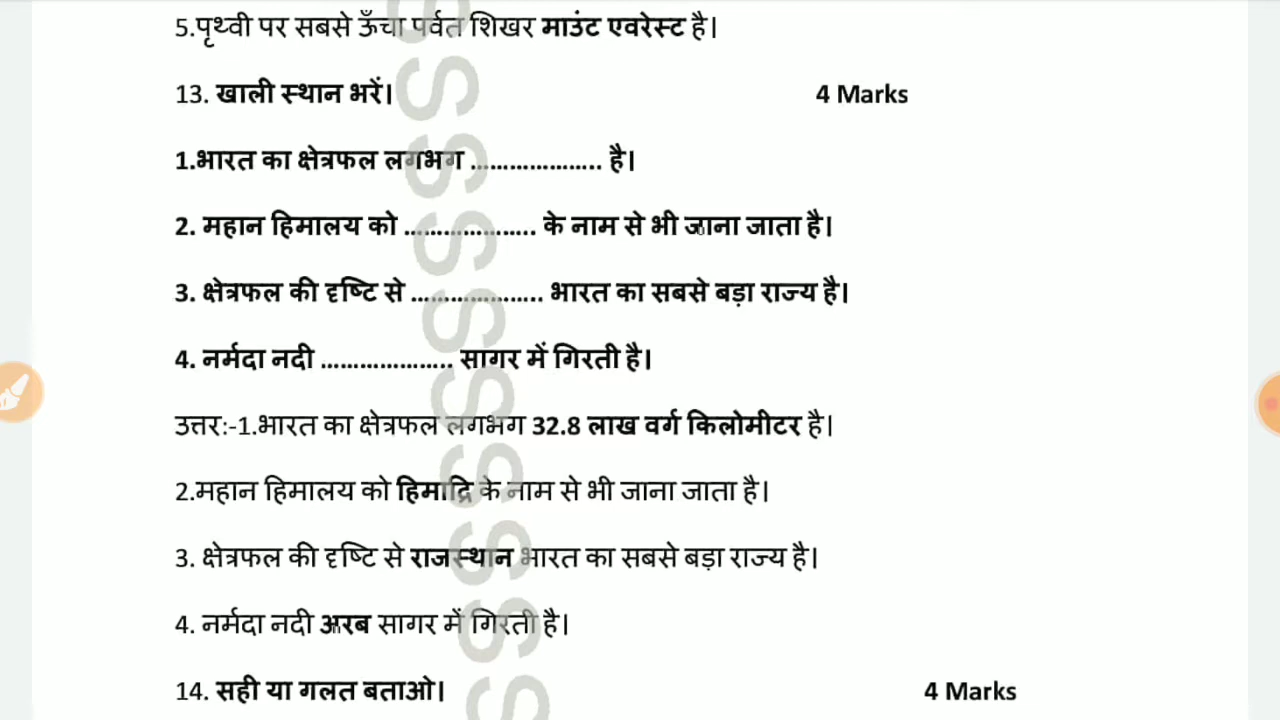 5.पृथ्वी पर सबसे ऊँचा पर्वत शिखर माउंट एवरेस्ट है।
13. खाली स्थान भरें। 4 Marks
1.भारत का क्षेत्रफल लगभग .................... है।
2. महान हिमालय को .................... के नाम से भी जाना जाता है।
3. क्षेत्रफल की दृष्टि से .................... भारत का सबसे बड़ा राज्य है।
4. नर्मदा नदी .................... सागर में गिरती है।
उत्तर:-1.भारत का क्षेत्रफल लगभग 32.8 लाख वर्ग किलोमीटर है।
2.महान हिमालय को हिमाद्रि के नाम से भी जाना जाता है।
3. क्षेत्रफल की दृष्टि से राजस्थान भारत का सबसे बड़ा राज्य है।
4. नर्मदा नदी अरब सागर में गिरती है।
14. सही या गलत बताओ। 4 Marks